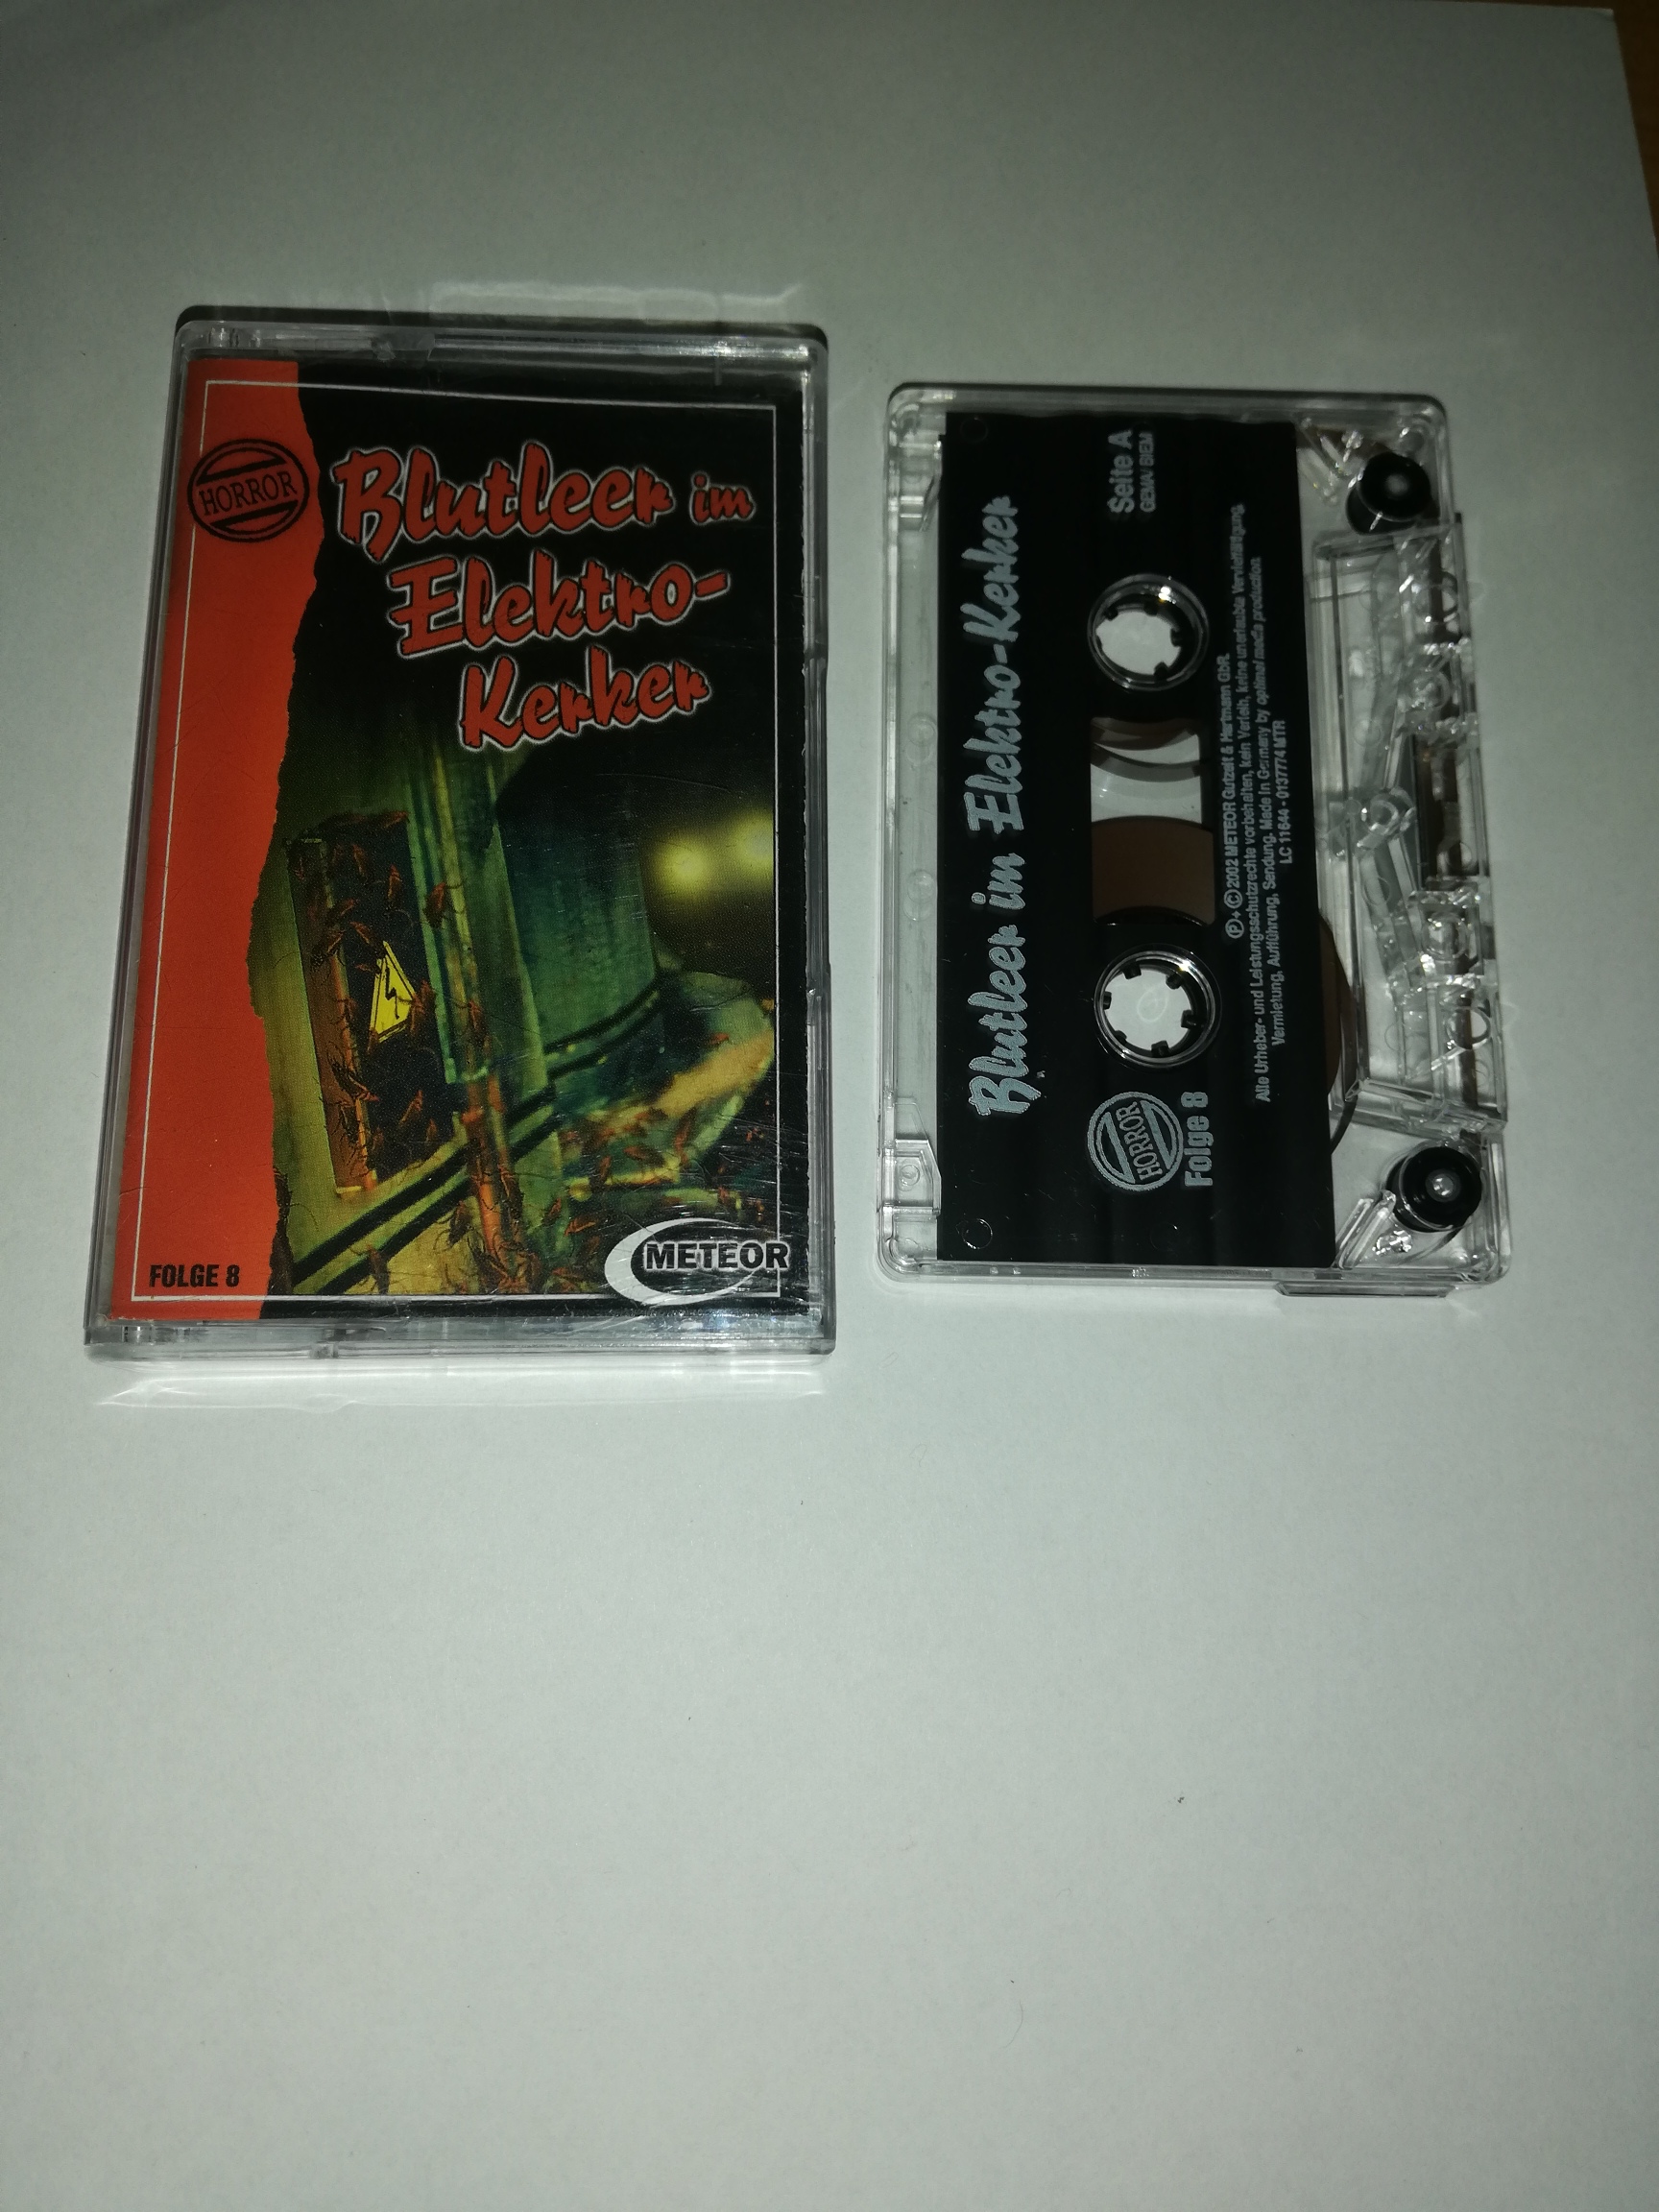 HORROR
Blutleer im
Elektro-
Kerker
FOLGE 8
METEOR
Blutleer im Elektro-Kerker
HORROR
Folge 8
Seite A
GEMA/BIEM
Ⓟ+© 2002 METEOR Gutzeit & Hartmann GbR.
Alle Urheber- und Leistungsschutzrechte vorbehalten, kein Verleih, keine unerlaubte Vervielfältigung,
Vermietung, Aufführung, Sendung. Made in Germany by optimal media production
LC 11644 - 0137774 MTR